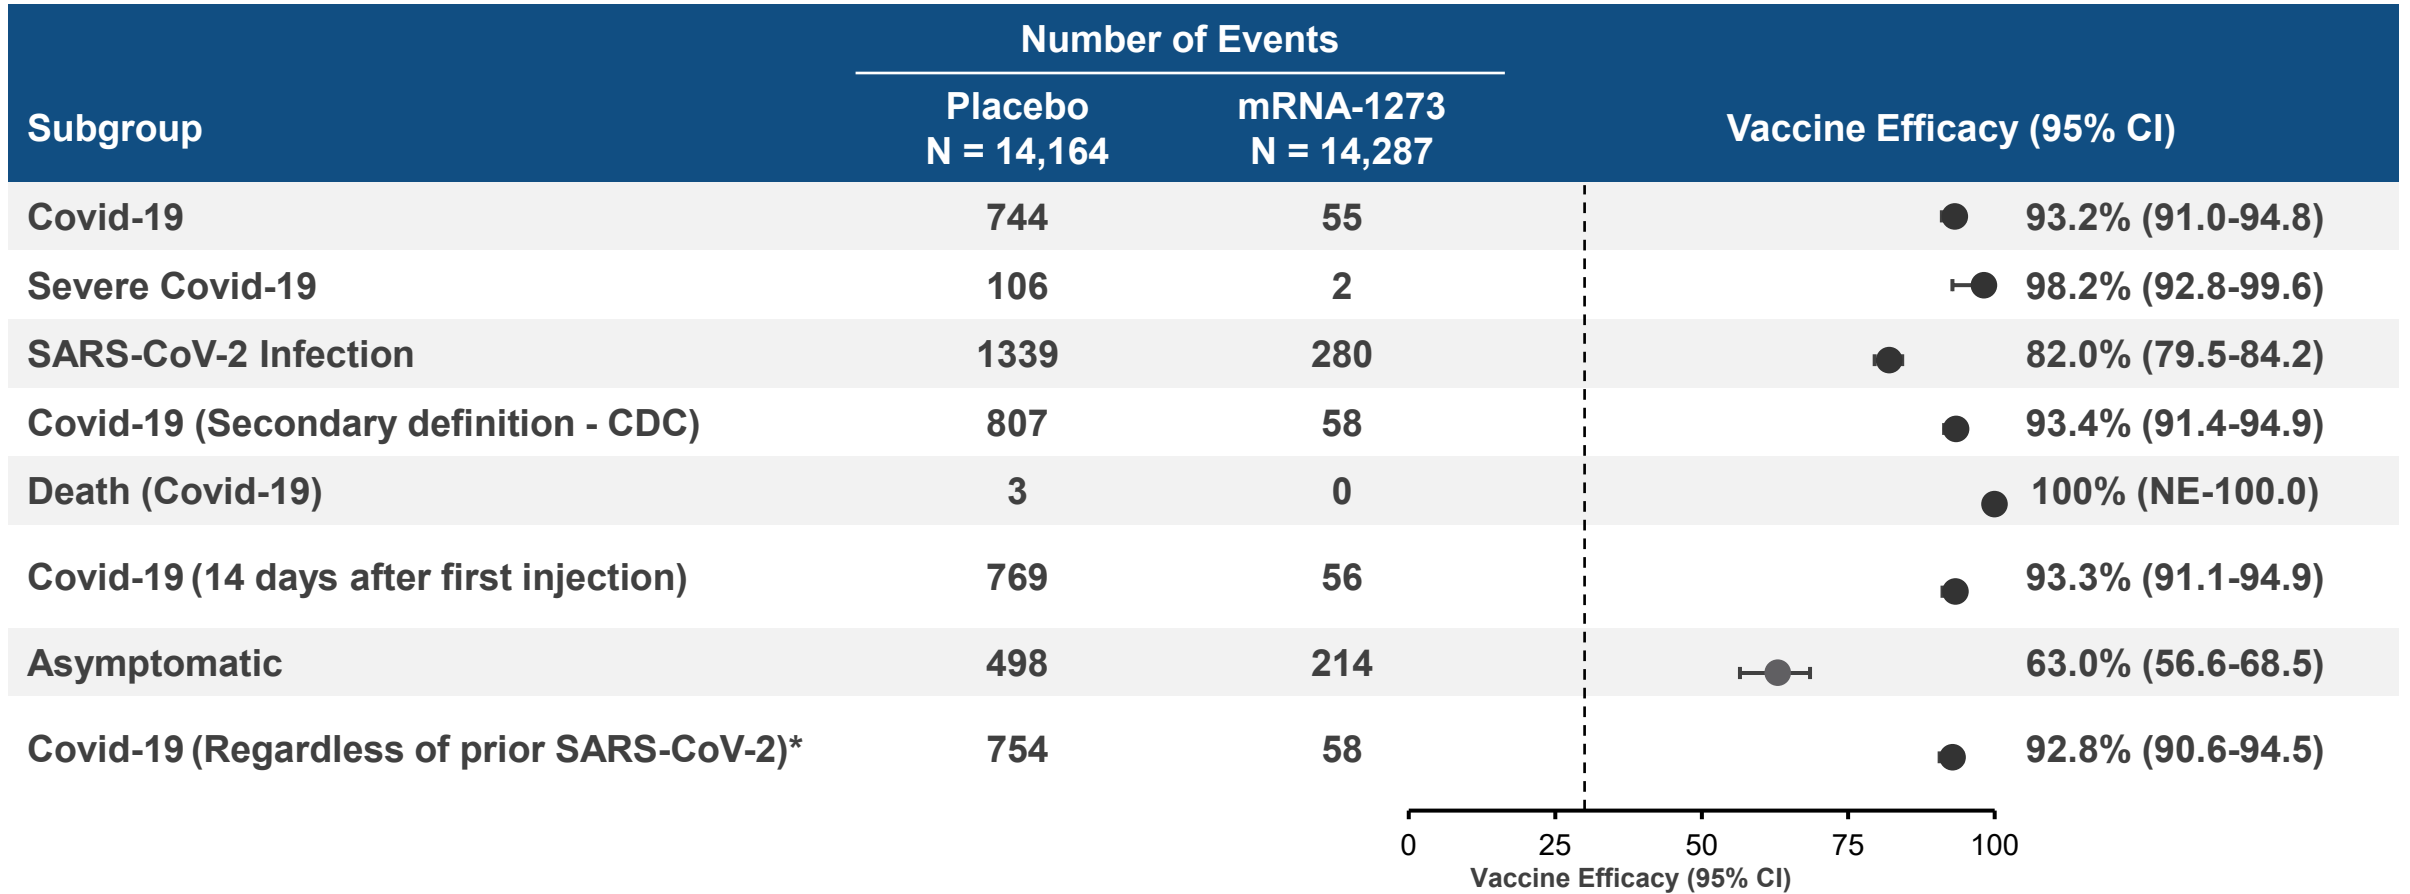 Number of Events
Subgroup
Placebo
N = 14,164
mRNA-1273
N = 14,287
Vaccine Efficacy (95% CI)
Covid-19 744 55 93.2% (91.0-94.8)
Severe Covid-19 106 2 98.2% (92.8-99.6)
SARS-CoV-2 Infection 1339 280 82.0% (79.5-84.2)
Covid-19 (Secondary definition - CDC) 807 58 93.4% (91.4-94.9)
Death (Covid-19) 3 0 100% (NE-100.0)
Covid-19 (14 days after first injection) 769 56 93.3% (91.1-94.9)
Asymptomatic 498 214 63.0% (56.6-68.5)
Covid-19 (Regardless of prior SARS-CoV-2)* 754 58 92.8% (90.6-94.5)
0 25 50 75 100
Vaccine Efficacy (95% CI)